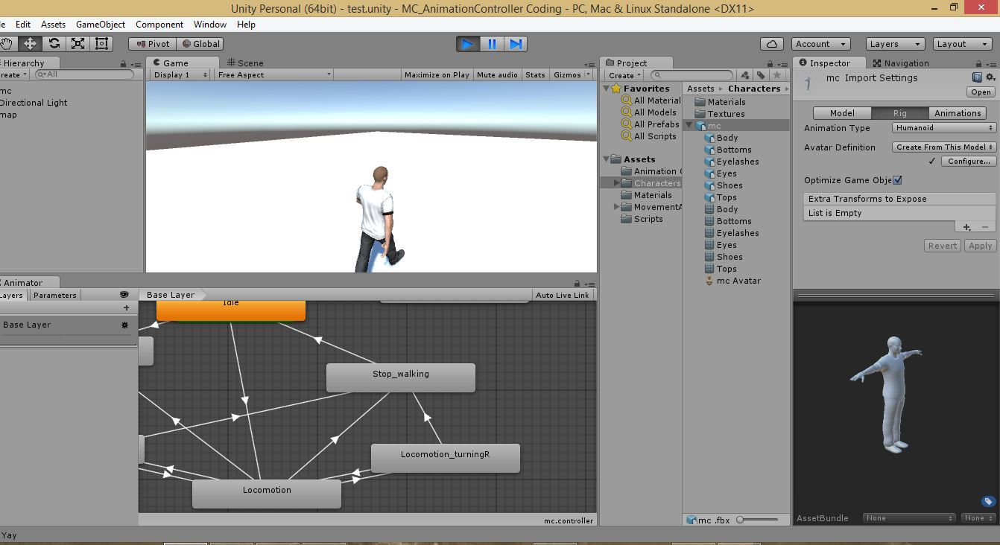 Unity Personal (64bit) - test.unity - MC_AnimationController Coding - PC, Mac & Linux Standalone <DX11>
Edit Assets GameObject Component Window Help
Pivot Global Account Layers Layout
Hierarchy
All
mc
Directional Light
map
Game Scene
Display 1 Free Aspect Maximize on Play Mute audio Stats Gizmos
Animator
Layers Parameters
Base Layer
Base Layer Auto Live Link
Idle
Stop_walking
Locomotion_turningR
Locomotion
mc.controller
Project
Create
Favorites
All Material
All Models
All Prefabs
All Scripts
Assets
Animation C
Characters
Materials
MovementA
Scripts
Assets Characters
Materials
Textures
mc
Body
Bottoms
Eyelashes
Eyes
Shoes
Tops
Body
Bottoms
Eyelashes
Eyes
Shoes
Tops
mc Avatar
mc .fbx
Inspector Navigation
mc Import Settings
Open
Model Rig Animations
Animation Type Humanoid
Avatar Definition Create From This Model
Configure...
Optimize Game Obje
Extra Transforms to Expose
List is Empty
Revert Apply
AssetBundle None None
Yay